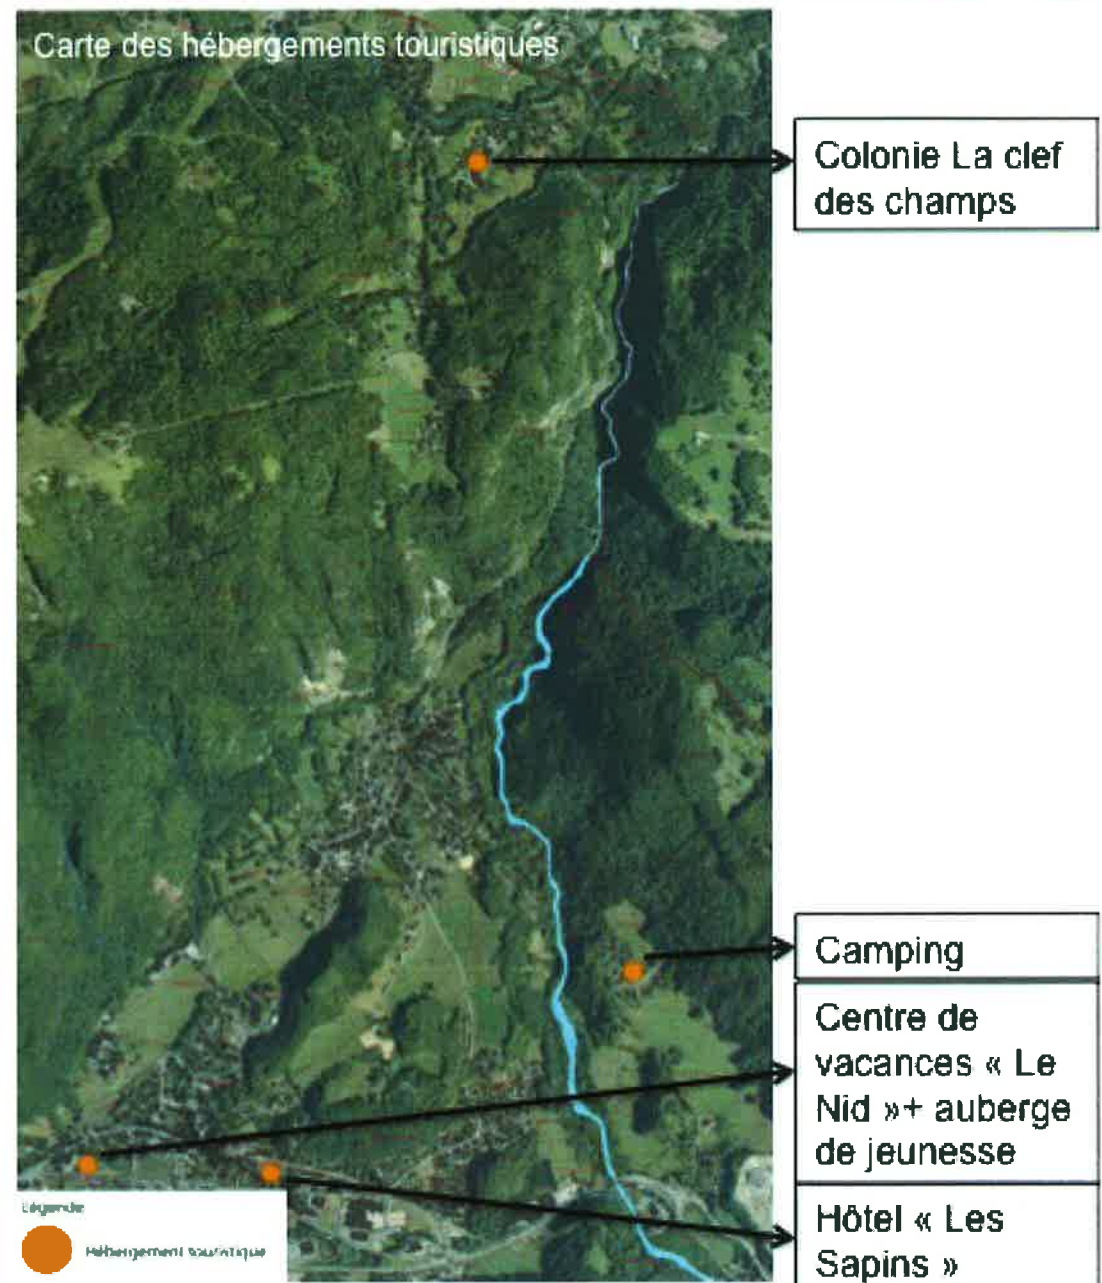 Carte des hébergements touristiques
Colonie La clef
des champs
Camping
Centre de
vacances « Le
Nid »+ auberge
de jeunesse
Hôtel « Les
Sapins »
Légende
Hébergement touristique